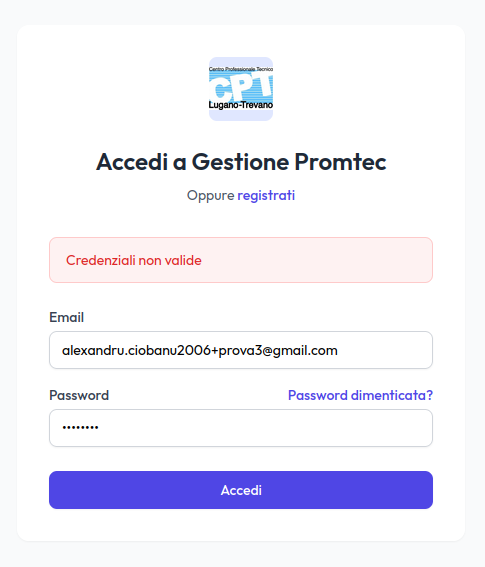 Centro Professionale Tecnico
CPT
Lugano-Trevano
Accedi a Gestione Promtec
Oppure registrati
Credenziali non valide
Email
alexandru.ciobanu2006+prova3@gmail.com
Password Password dimenticata?
••••••••
Accedi